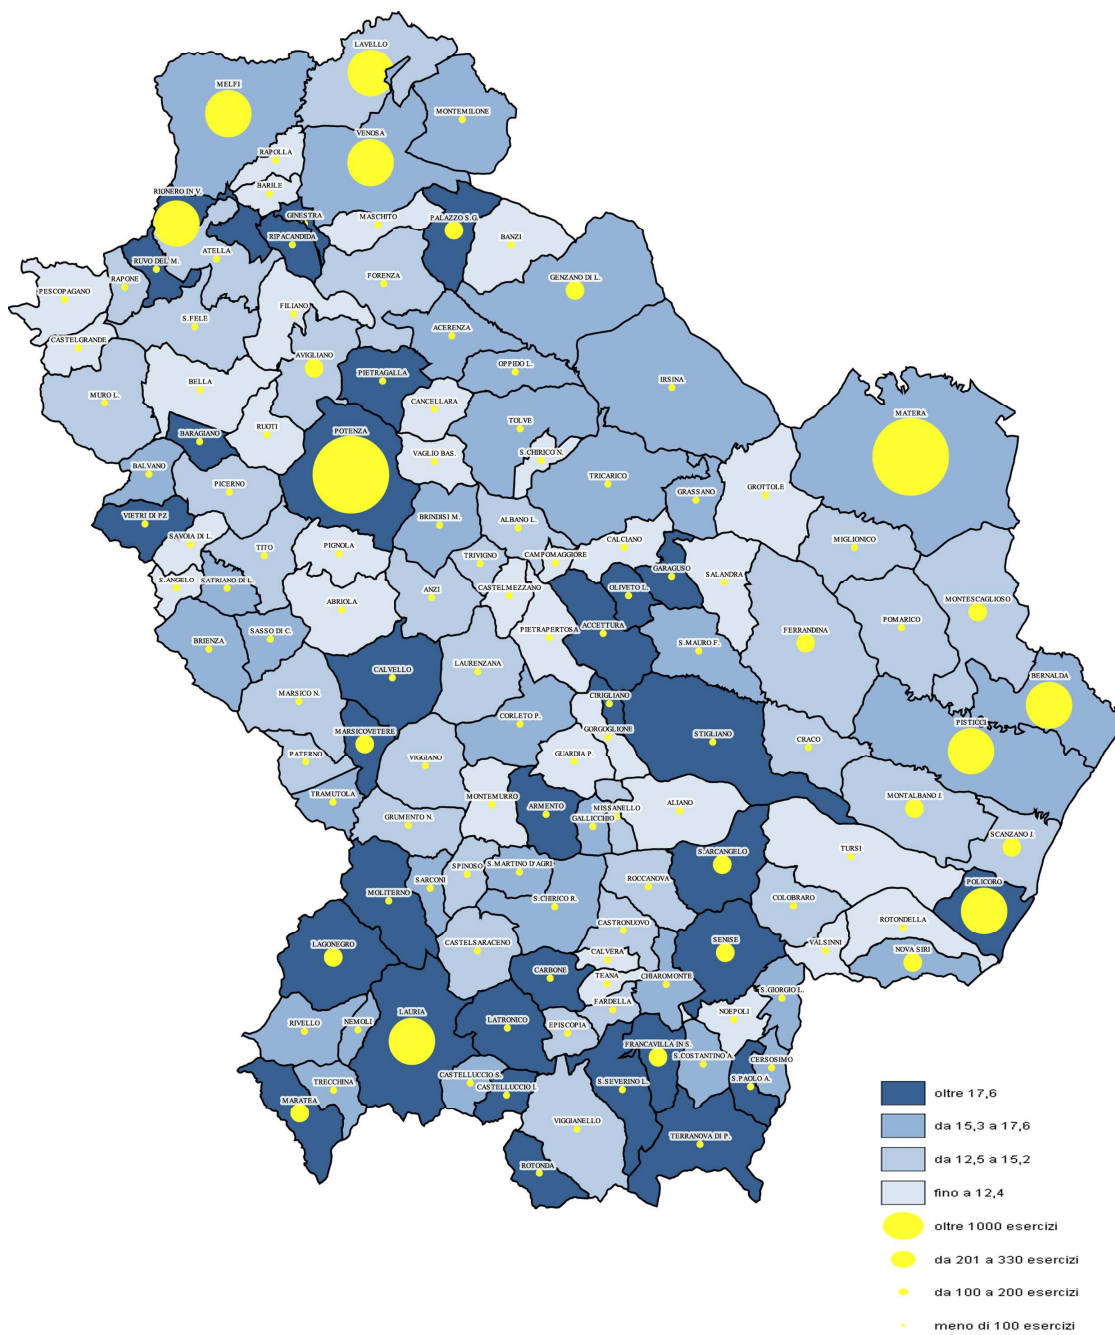 LAVELLO
MELFI
MONTEMILONE
VENOSA
RAPOLLA
BARILE
RIONERO IN V.
GINESTRA
MASCHITO
PALAZZO S.G.
RIPACANDIDA
BANZI
ATELLA
RUVO DEL M.
RAPONE
FORENZA
GENZANO DI L.
PESCOPAGANO
FILIANO
S.FELE
ACERENZA
CASTELGRANDE
AVIGLIANO
OPPIDO L.
PIETRAGALLA
BELLA
IRSINA
MURO L.
CANCELLARA
MATERA
RUOTI
POTENZA
TOLVE
BARAGIANO
VAGLIO BAS.
S.CHIRICO N.
BALVANO
TRICARICO
PICERNO
GRASSANO
GROTTOLE
VIETRI DI PZ
BRINDISI M.
ALBANO L.
SAVOIA DI L.
MIGLIONICO
TITO
PIGNOLA
CALCIANO
TRIVIGNO
CAMPOMAGGIORE
GARAGUSO
SALANDRA
S.ANGELO
SATRIANO DI L.
ANZI
CASTELMEZZANO
OLIVETO L.
ABRIOLA
MONTESCAGLIOSO
POMARICO
BRIENZA
SASSO DI C.
PIETRAPERTOSA
ACCETTURA
FERRANDINA
S.MAURO F.
CALVELLO
LAURENZANA
BERNALDA
MARSICO N.
CIRIGLIANO
MARSICOVETERE
CORLETO P.
GORGOGLIONE
STIGLIANO
PISTICCI
CRACO
PATERNO
VIGGIANO
GUARDIA P.
TRAMUTOLA
MONTEMURRO
ARMENTO
MISSANELLO
ALIANO
MONTALBANO J.
GRUMENTO N.
GALLICCHIO
SCANZANO J.
S.ARCANGELO
TURSI
SPINOSO
S.MARTINO D'AGRI
MOLITERNO
SARCONI
ROCCANOVA
POLICORO
S.CHIRICO R.
COLOBRARO
CASTRONUOVO
ROTONDELLA
LAGONEGRO
CASTELSARACENO
SENISE
VALSINNI
NOVA SIRI
CALVERA
CARBONE
TEANA
CHIAROMONTE
S.GIORGIO L.
FARDELLA
LAURIA
NOEPOLI
RIVELLO
NEMOLI
LATRONICO
EPISCOPIA
FRANCAVILLA IN S.
S.COSTANTINO A.
CERSOSIMO
CASTELLUCCIO S.
TRECCHINA
CASTELLUCCIO I.
S.SEVERINO L.
S.PAOLO A.
MARATEA
VIGGIANELLO
TERRANOVA DI P.
ROTONDA
oltre 17,6
da 15,3 a 17,6
da 12,5 a 15,2
fino a 12,4
oltre 1000 esercizi
da 201 a 330 esercizi
da 100 a 200 esercizi
meno di 100 esercizi